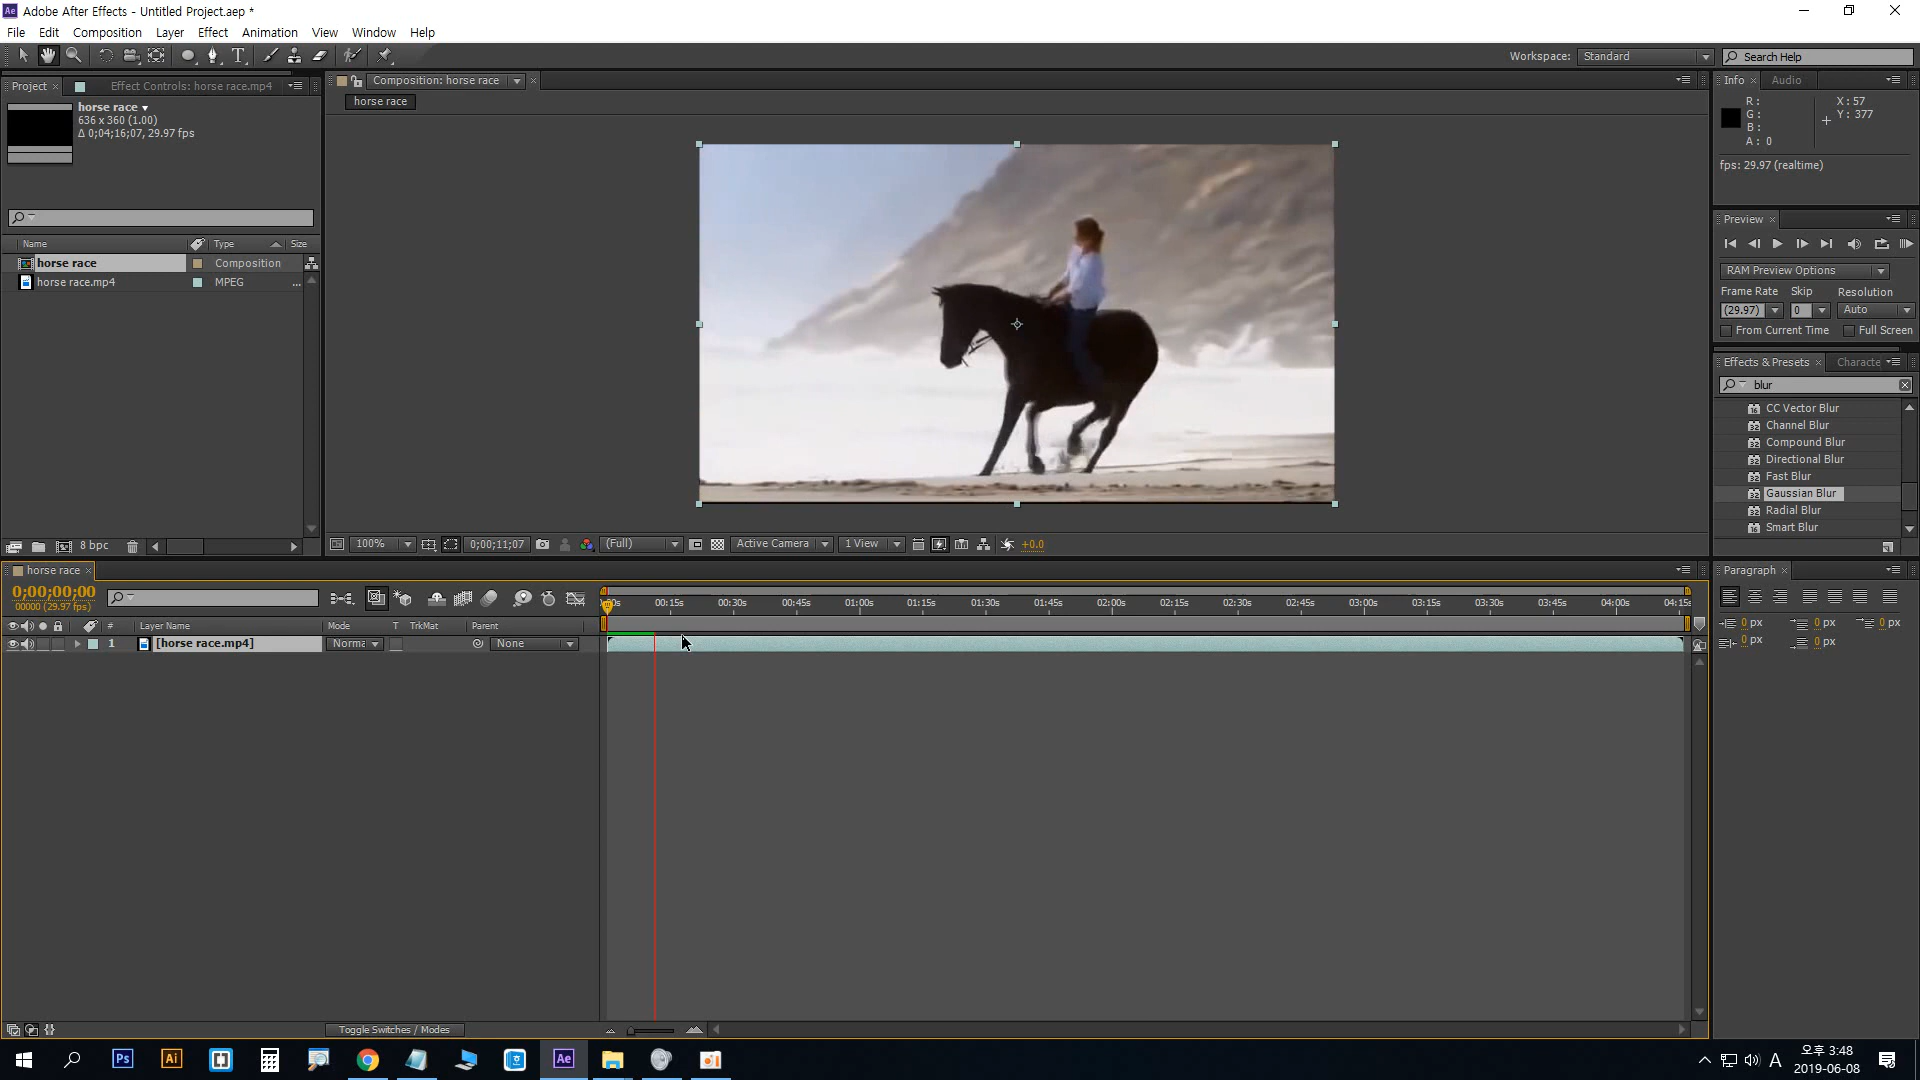 Adobe After Effects - Untitled Project.aep *
File Edit Composition Layer Effect Animation View Window Help
T Workspace: Standard Search Help
Project × Effect Controls: horse race.mp4
horse race
636 x 360 (1.00)
Δ 0;04;16;07, 29.97 fps
Name Type Size
horse race Composition
horse race.mp4 MPEG ...
8 bpc
Composition: horse race ×
horse race
100% 0;00;11;07 (Full) Active Camera 1 View +0.0
Info × Audio
R : X : 57
G : Y : 377
B :
A : 0
fps: 29.97 (realtime)
Preview ×
RAM Preview Options
Frame Rate Skip Resolution
(29.97) 0 Auto
From Current Time Full Screen
Effects & Presets × Characte
blur
CC Vector Blur
Channel Blur
Compound Blur
Directional Blur
Fast Blur
Gaussian Blur
Radial Blur
Smart Blur
horse race ×
0;00;00;00
00000 (29.97 fps)
00:15s 00:30s 00:45s 01:00s 01:15s 01:30s 01:45s 02:00s 02:15s 02:30s 02:45s 03:00s 03:15s 03:30s 03:45s 04:00s 04:15s
# Layer Name Mode T TrkMat Parent
1 [horse race.mp4] Norma None
Toggle Switches / Modes
Paragraph ×
0 px 0 px 0 px
0 px 0 px
Ps Ai Ae A 오후 3:48
2019-06-08